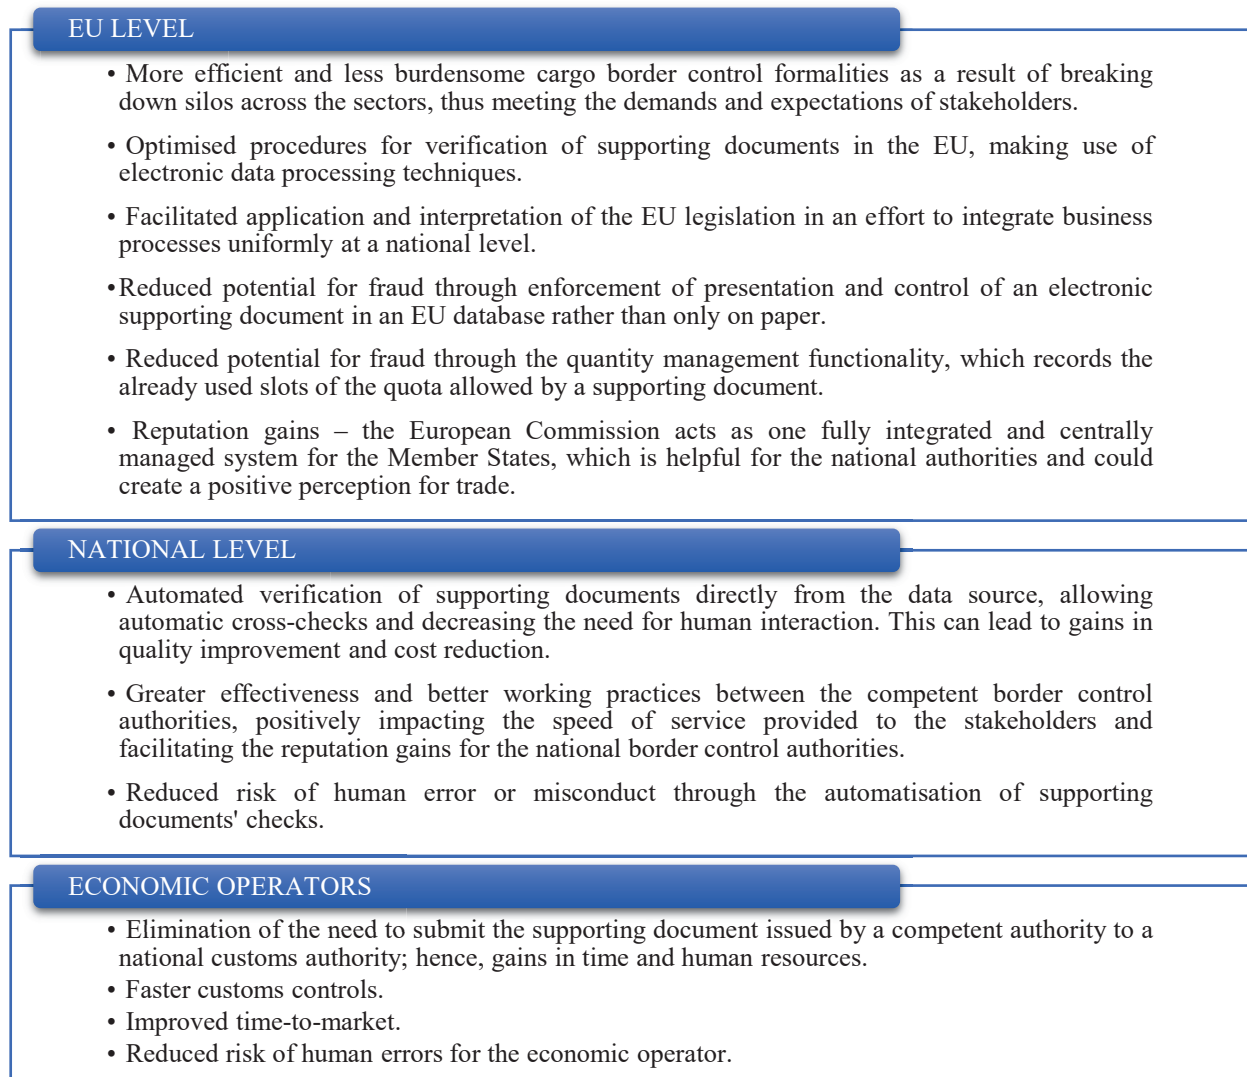 EU LEVEL
• More efficient and less burdensome cargo border control formalities as a result of breaking
down silos across the sectors, thus meeting the demands and expectations of stakeholders.
• Optimised procedures for verification of supporting documents in the EU, making use of
electronic data processing techniques.
• Facilitated application and interpretation of the EU legislation in an effort to integrate business
processes uniformly at a national level.
•Reduced potential for fraud through enforcement of presentation and control of an electronic
supporting document in an EU database rather than only on paper.
• Reduced potential for fraud through the quantity management functionality, which records the
already used slots of the quota allowed by a supporting document.
• Reputation gains – the European Commission acts as one fully integrated and centrally
managed system for the Member States, which is helpful for the national authorities and could
create a positive perception for trade.
NATIONAL LEVEL
• Automated verification of supporting documents directly from the data source, allowing
automatic cross-checks and decreasing the need for human interaction. This can lead to gains in
quality improvement and cost reduction.
• Greater effectiveness and better working practices between the competent border control
authorities, positively impacting the speed of service provided to the stakeholders and
facilitating the reputation gains for the national border control authorities.
• Reduced risk of human error or misconduct through the automatisation of supporting
documents' checks.
ECONOMIC OPERATORS
• Elimination of the need to submit the supporting document issued by a competent authority to a
national customs authority; hence, gains in time and human resources.
• Faster customs controls.
• Improved time-to-market.
• Reduced risk of human errors for the economic operator.